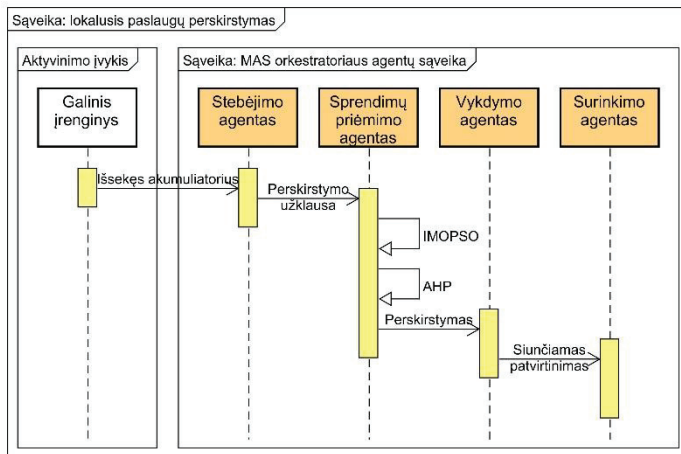 Sąveika: lokalusis paslaugų perskirstymas
Aktyvinimo įvykis
Sąveika: MAS orkestratoriaus agentų sąveika
Galinis
įrenginys
Stebėjimo
agentas
Sprendimų
priėmimo
agentas
Vykdymo
agentas
Surinkimo
agentas
Išsekęs akumuliatorius
Perskirstymo
užklausa
IMOPSO
AHP
Perskirstymas
Siunčiamas
patvirtinimas